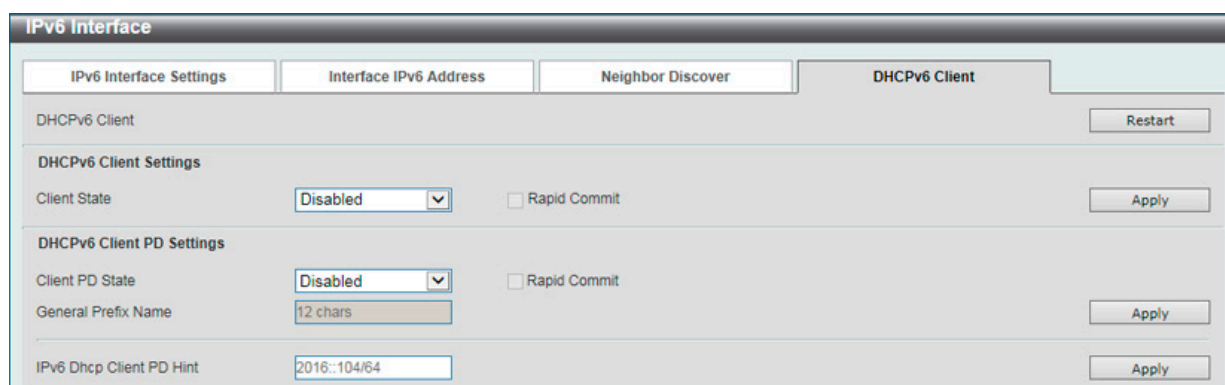 IPv6 Interface
IPv6 Interface Settings Interface IPv6 Address Neighbor Discover DHCPv6 Client
DHCPv6 Client Restart
DHCPv6 Client Settings
Client State Disabled Rapid Commit Apply
DHCPv6 Client PD Settings
Client PD State Disabled Rapid Commit
General Prefix Name 12 chars Apply
IPv6 Dhcp Client PD Hint 2016::104/64 Apply